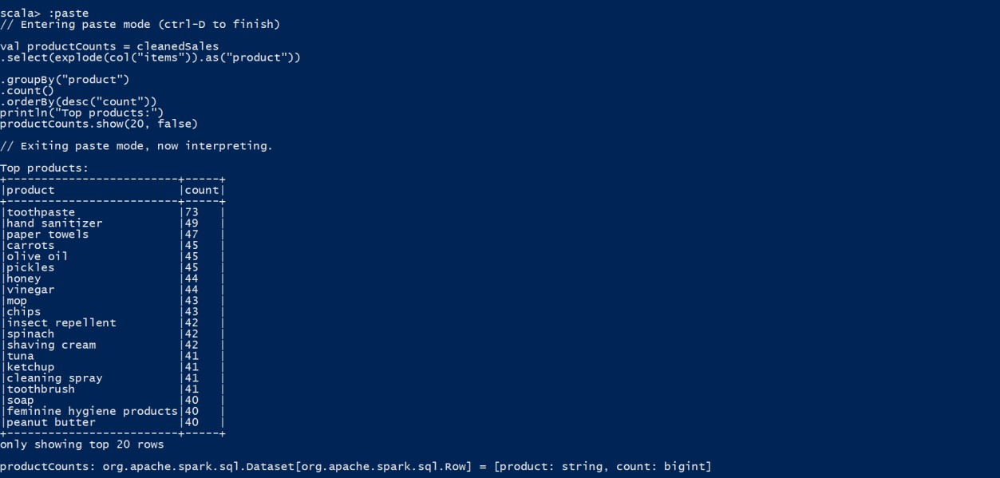 scala> :paste
// Entering paste mode (ctrl-D to finish)
val productCounts = cleanedSales
.select(explode(col("items")).as("product"))
.groupBy("product")
.count()
.orderBy(desc("count"))
println("Top products:")
productCounts.show(20, false)
// Exiting paste mode, now interpreting.
Top products:
+-------------------------+-----+
|product                  |count|
+-------------------------+-----+
|toothpaste               |73   |
|hand sanitizer           |49   |
|paper towels             |47   |
|carrots                  |45   |
|olive oil                |45   |
|pickles                  |45   |
|honey                    |44   |
|vinegar                  |44   |
|mop                      |43   |
|chips                    |43   |
|insect repellent         |42   |
|spinach                  |42   |
|shaving cream            |42   |
|tuna                     |41   |
|ketchup                  |41   |
|cleaning spray           |41   |
|toothbrush               |41   |
|soap                     |40   |
|feminine hygiene products|40   |
|peanut butter            |40   |
+-------------------------+-----+
only showing top 20 rows
productCounts: org.apache.spark.sql.Dataset[org.apache.spark.sql.Row] = [product: string, count: bigint]